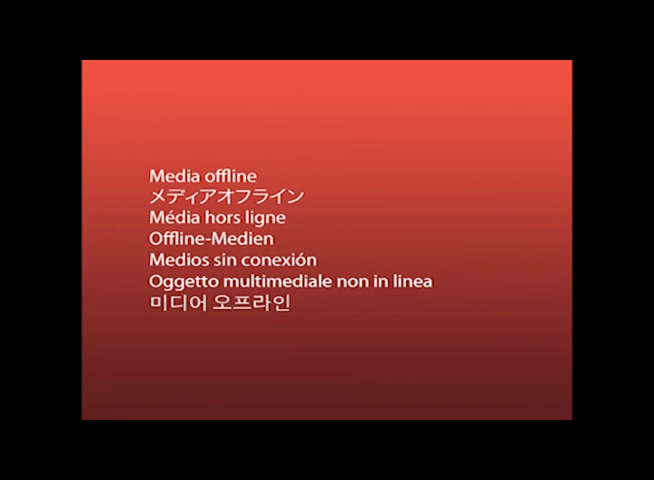 Media offline
メディアオフライン
Média hors ligne
Offline-Medien
Medios sin conexión
Oggetto multimediale non in linea
미디어 오프라인